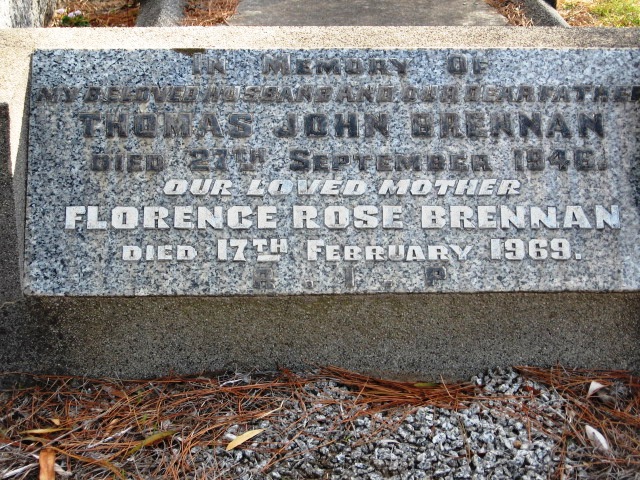 IN MEMORY OF
MY BELOVED HUSBAND AND OUR DEAR FATHER
THOMAS JOHN BRENNAN
DIED 27TH SEPTEMBER 1946.
OUR LOVED MOTHER
FLORENCE ROSE BRENNAN
DIED 17TH FEBRUARY 1969.
R.I.P